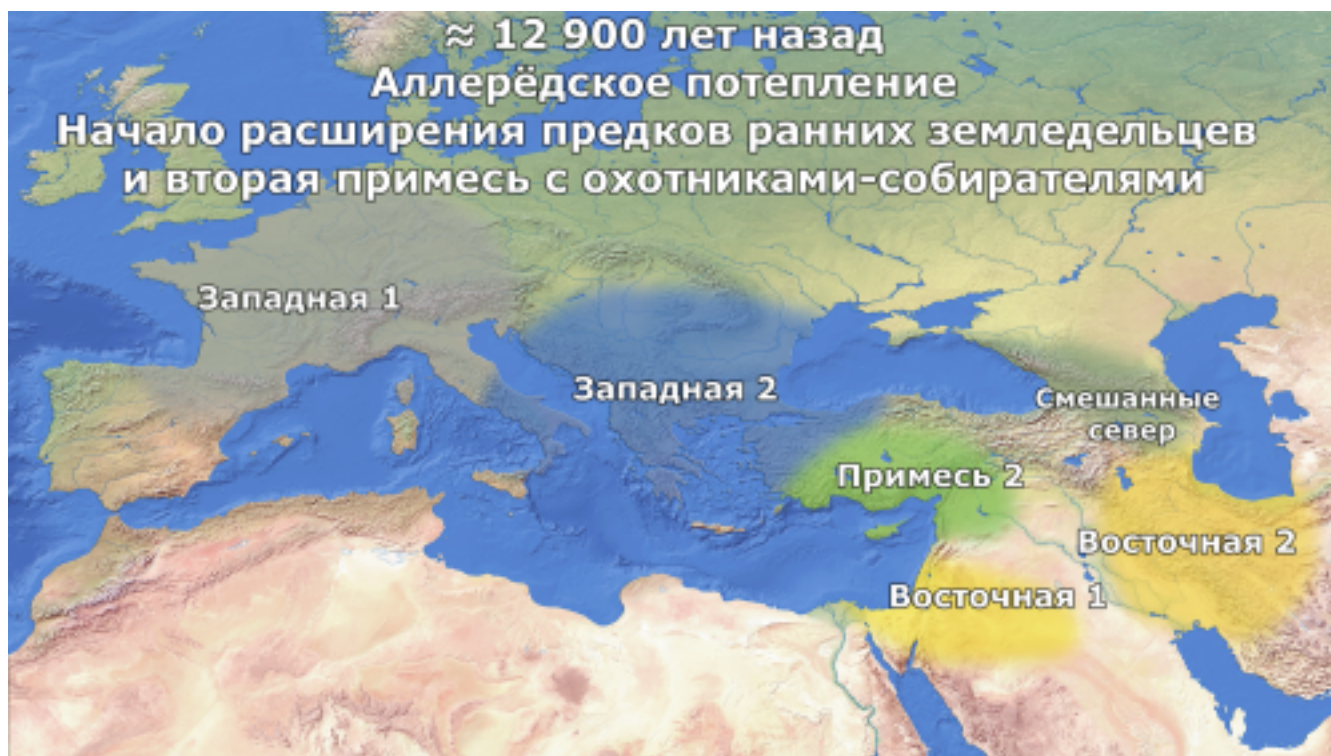 ≈ 12 900 лет назад
Аллерёдское потепление
Начало расширения предков ранних земледельцев
и вторая примесь с охотниками-собирателями
Западная 1
Западная 2
Смешанные
север
Примесь 2
Восточная 2
Восточная 1